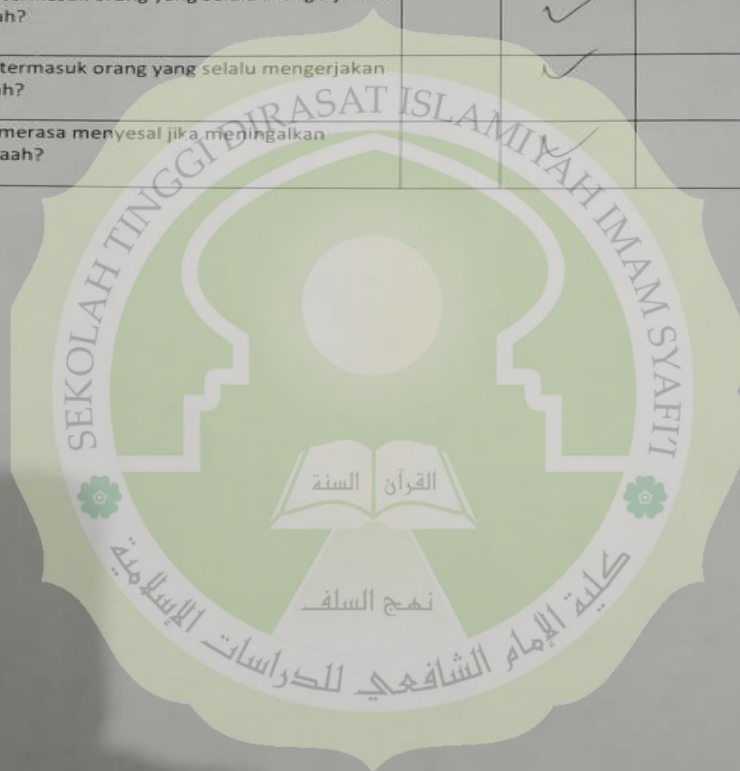 ah?
termasuk orang yang selalu mengerjakan
h?
merasa menyesal jika meningalkan
aah?
SEKOLAH TINGGI DIRASAT ISLAMIYAH IMAM SYAFI'I
السنة القرآن
نهج السلف
كلية الإمام الشافعي للدراسات الإسلامية